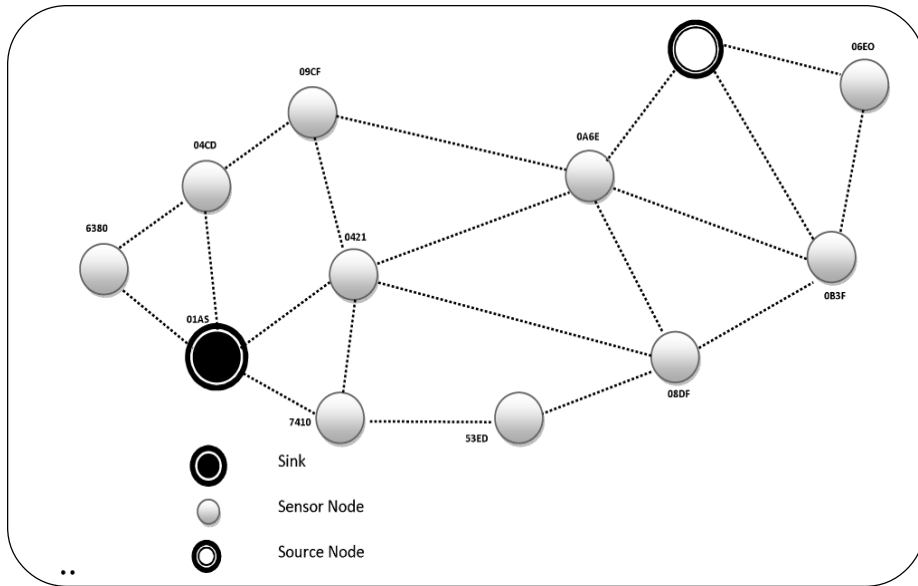 06EO
09CF
0A6E
04CD
6380
0421
0B3F
01AS
08DF
7410
53ED
Sink
Sensor Node
Source Node
..